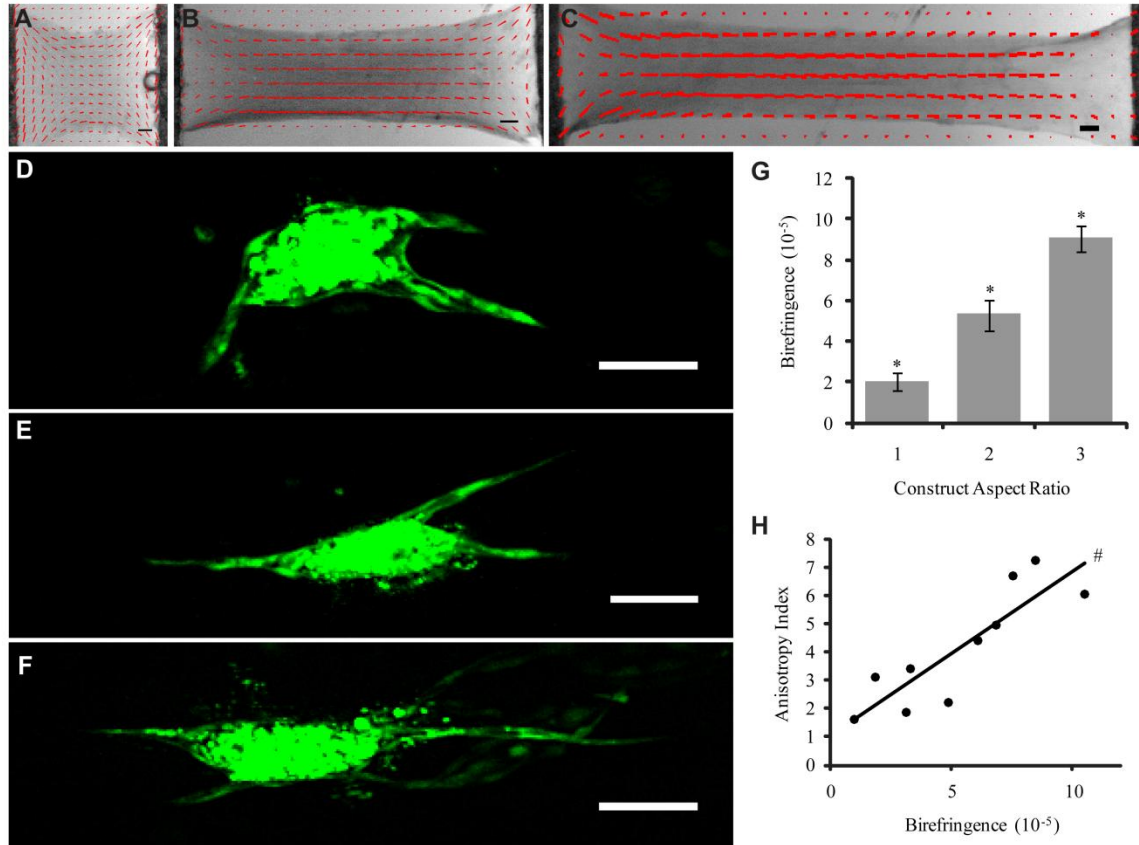 A
B
C
D
E
F
G
12
10
8
6
4
2
0
Birefringence (10⁻⁵)
*
*
*
1 2 3
Construct Aspect Ratio
H
8
7
6
5
4
3
2
1
0
Anisotropy Index
#
0 5 10
Birefringence (10⁻⁵)